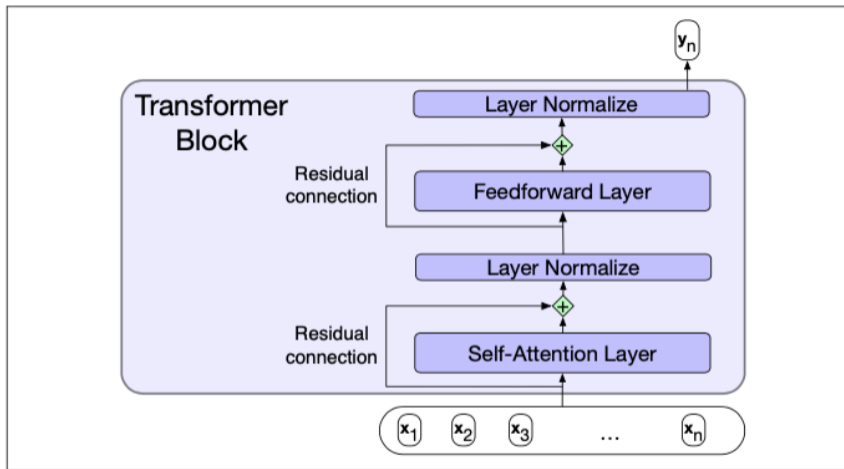 yn
Transformer
Block
Layer Normalize
+
Residual
connection
Feedforward Layer
Layer Normalize
+
Residual
connection
Self-Attention Layer
x1 x2 x3 ... xn